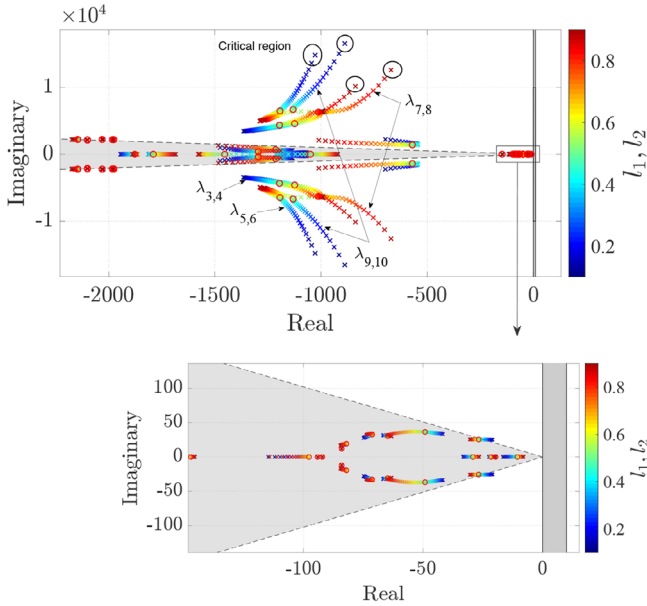 ×10⁴
1
0
-1
Imaginary
Critical region
λ7,8
λ3,4
λ5,6
λ9,10
-2000
-1500
-1000
-500
0
Real
0.8
0.6
0.4
0.2
l1, l2
100
50
0
-50
-100
Imaginary
-100
-50
0
Real
0.8
0.6
0.4
0.2
l1, l2